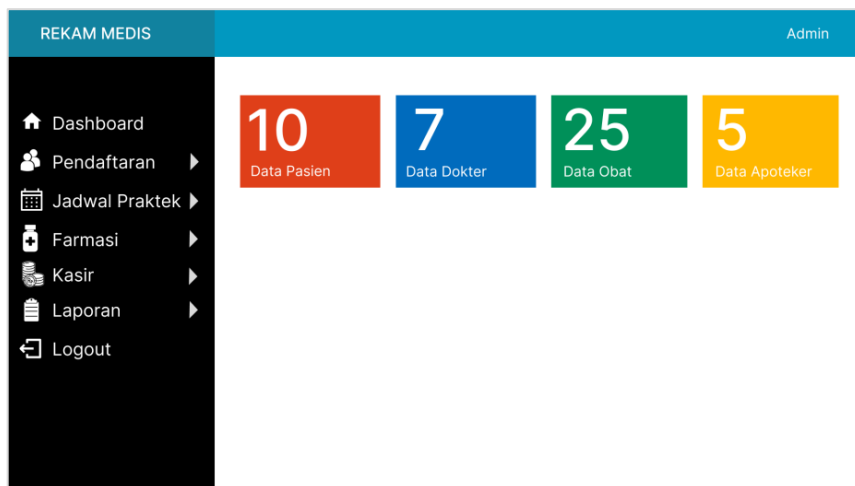 REKAM MEDIS
Admin
Dashboard
Pendaftaran
Jadwal Praktek
Farmasi
Kasir
Laporan
Logout
10
Data Pasien
7
Data Dokter
25
Data Obat
5
Data Apoteker